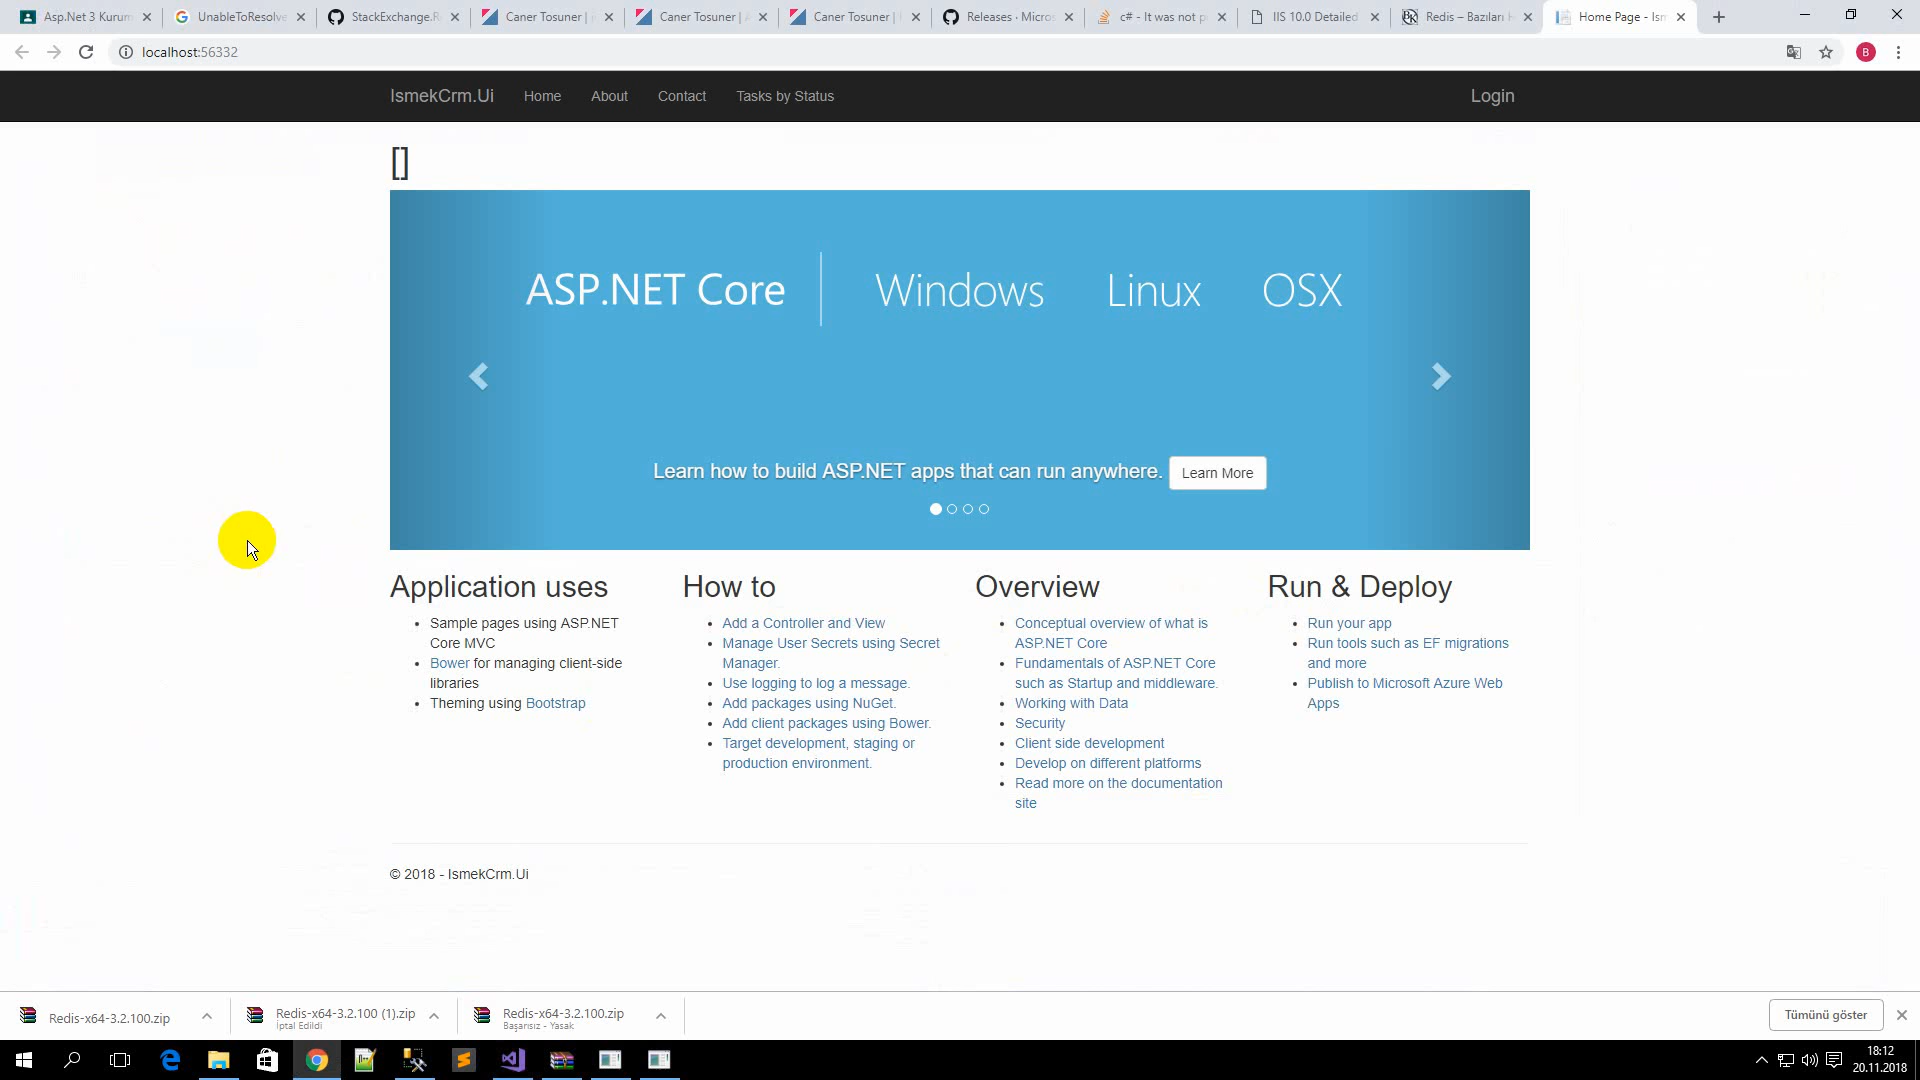 Asp.Net 3 Kurum
UnableToResolve
StackExchange.R
Caner Tosuner |
Caner Tosuner |
Caner Tosuner |
Releases · Micro
c# - It was not p
IIS 10.0 Detailed
Redis – Bazıları H
Home Page - Ism
localhost:56332
B
IsmekCrm.Ui
Home
About
Contact
Tasks by Status
Login
[]
ASP.NET Core
Windows
Linux
OSX
Learn how to build ASP.NET apps that can run anywhere.
Learn More
Application uses
Sample pages using ASP.NET
Core MVC
Bower for managing client-side
libraries
Theming using Bootstrap
How to
Add a Controller and View
Manage User Secrets using Secret
Manager.
Use logging to log a message.
Add packages using NuGet.
Add client packages using Bower.
Target development, staging or
production environment.
Overview
Conceptual overview of what is
ASP.NET Core
Fundamentals of ASP.NET Core
such as Startup and middleware.
Working with Data
Security
Client side development
Develop on different platforms
Read more on the documentation
site
Run & Deploy
Run your app
Run tools such as EF migrations
and more
Publish to Microsoft Azure Web
Apps
© 2018 - IsmekCrm.Ui
Redis-x64-3.2.100.zip
Redis-x64-3.2.100 (1).zip
İptal Edildi
Redis-x64-3.2.100.zip
Başarısız - Yasak
Tümünü göster
18:12
20.11.2018